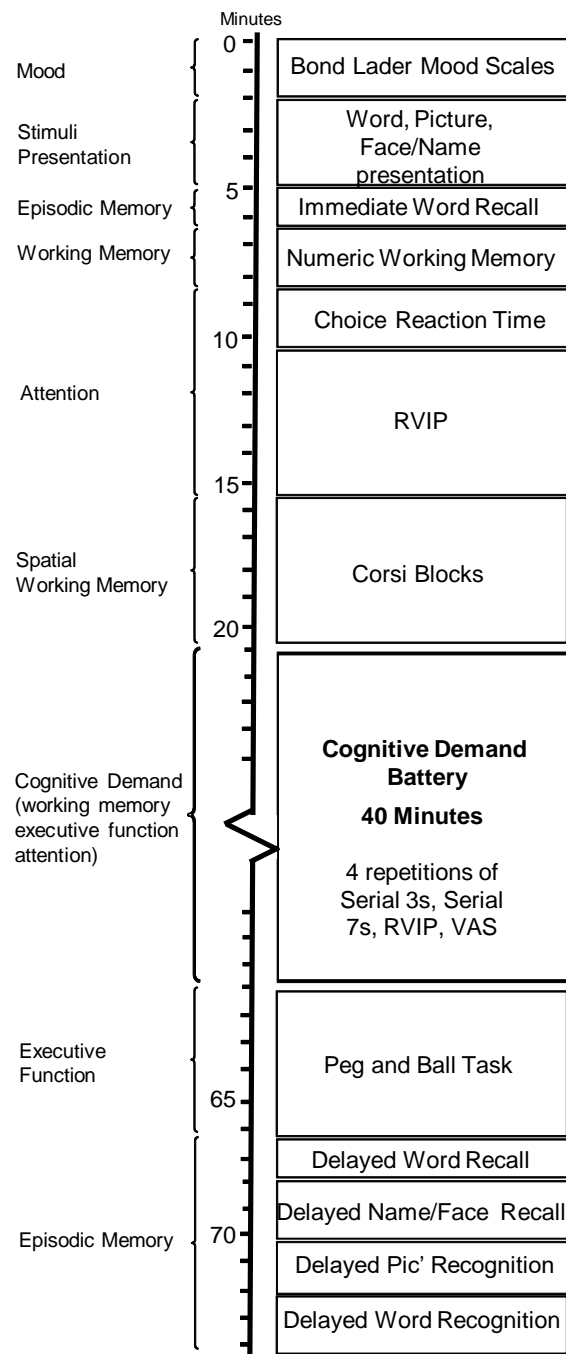 Minutes
0
Mood
Bond Lader Mood Scales
Stimuli
Presentation
Word, Picture,
Face/Name
presentation
5
Episodic Memory
Immediate Word Recall
Working Memory
Numeric Working Memory
Choice Reaction Time
10
Attention
RVIP
15
Spatial
Working Memory
Corsi Blocks
20
Cognitive Demand
(working memory
executive function
attention)
Cognitive Demand
Battery
40 Minutes
4 repetitions of
Serial 3s, Serial
7s, RVIP, VAS
Executive
Function
Peg and Ball Task
65
Delayed Word Recall
Delayed Name/Face Recall
70
Episodic Memory
Delayed Pic' Recognition
Delayed Word Recognition